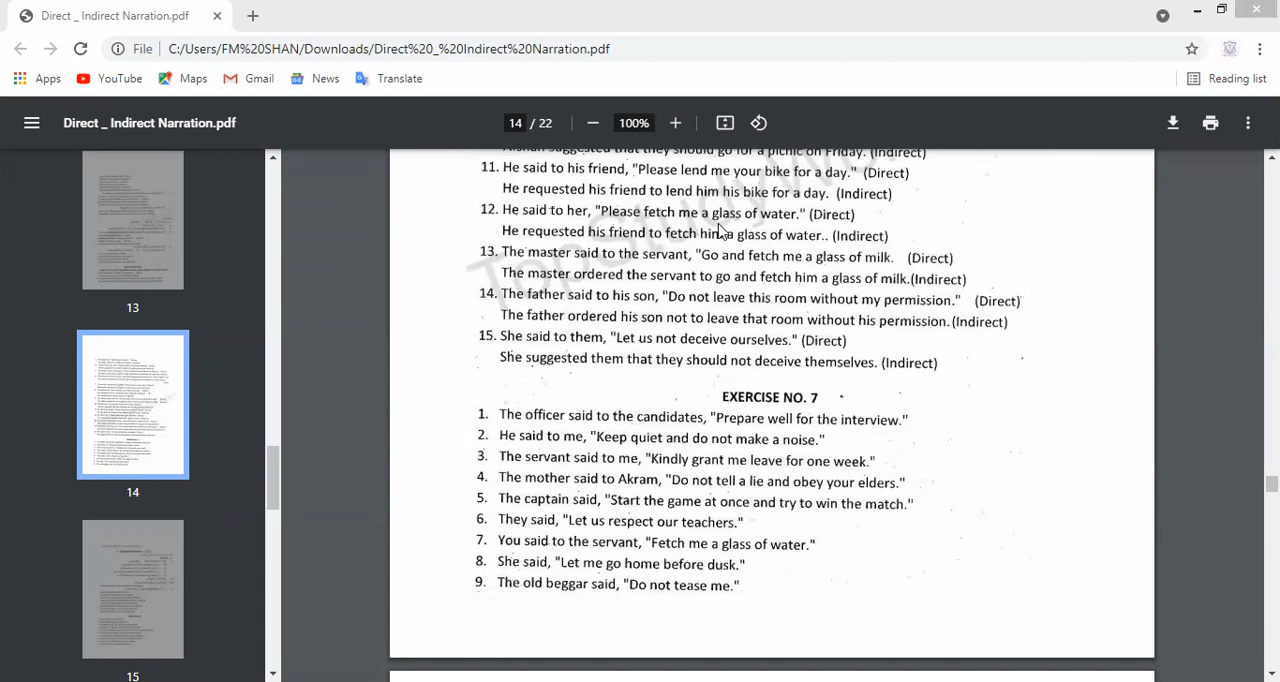 Direct _ Indirect Narration.pdf
File C:/Users/FM%20SHAN/Downloads/Direct%20_%20Indirect%20Narration.pdf
Apps YouTube Maps Gmail News Translate Reading list
Direct _ Indirect Narration.pdf 14 / 22 100%
suggested that they should go for a picnic on Friday. (Indirect)
11. He said to his friend, "Please lend me your bike for a day." (Direct)
He requested his friend to lend him his bike for a day. (Indirect)
12. He said to her, "Please fetch me a glass of water." (Direct)
He requested his friend to fetch him a glass of water.. (Indirect)
13. The master said to the servant, "Go and fetch me a glass of milk. (Direct)
The master ordered the servant to go and fetch him a glass of milk.(Indirect)
14. The father said to his son, "Do not leave this room without my permission." (Direct)
The father ordered his son not to leave that room without his permission.(Indirect)
15. She said to them, "Let us not deceive ourselves." (Direct)
She suggested them that they should not deceive themselves. (Indirect)
EXERCISE NO. 7
1. The officer said to the candidates, "Prepare well for the interview."
2. He said to her, "Keep quiet and do not make a noise."
3. The servant said to me, "Kindly grant me leave for one week."
4. The mother said to Akram, "Do not tell a lie and obey your elders."
5. The captain said, "Start the game at once and try to win the match."
6. They said, "Let us respect our teachers."
7. You said to the servant, "Fetch me a glass of water."
8. She said, "Let me go home before dusk."
9. The old beggar said, "Do not tease me."
13
14
15